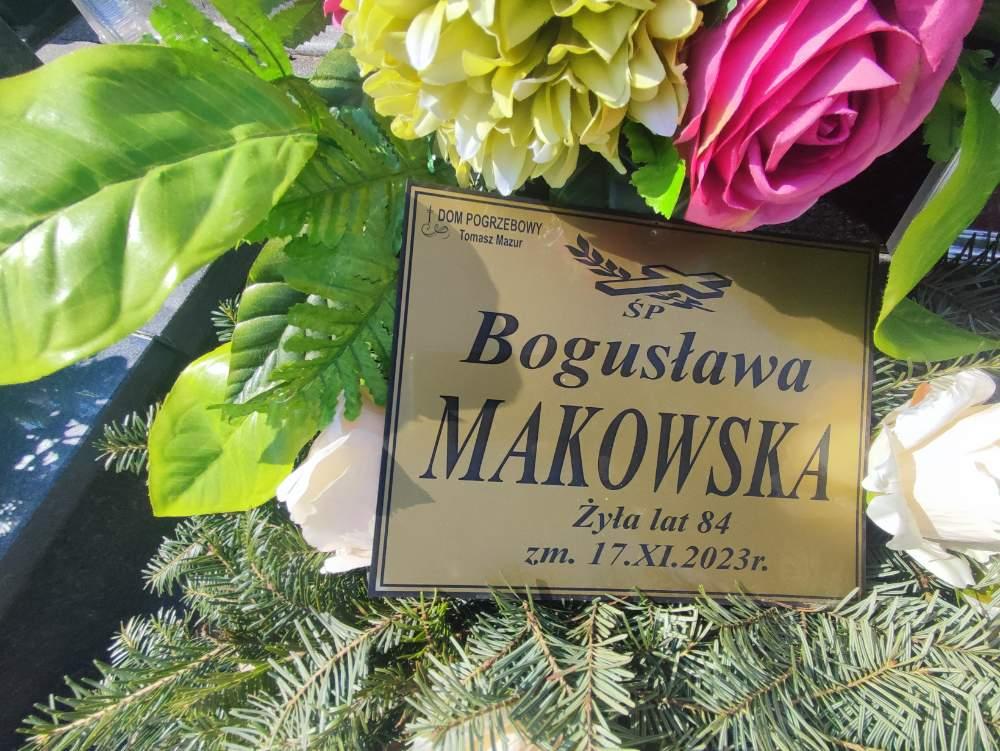 DOM POGRZEBOWY
Tomasz Mazur
ŚP
Bogusława
MAKOWSKA
Żyła lat 84
zm. 17.XI.2023r.